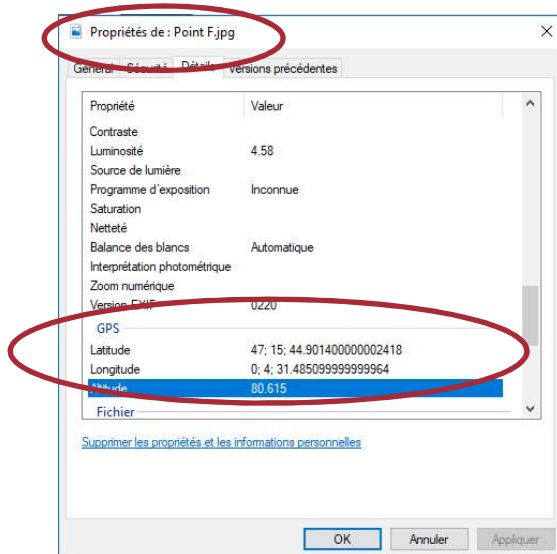 Propriétés de : Point F.jpg
Général Sécurité Détails Versions précédentes
Propriété Valeur
Contraste
Luminosité 4.58
Source de lumière
Programme d'exposition Inconnue
Saturation
Netteté
Balance des blancs Automatique
Interprétation photométrique
Zoom numérique
Version EXIF 0220
GPS
Latitude 47; 15; 44.901400000002418
Longitude 0; 4; 31.485099999999964
Altitude 80.615
Fichier
Supprimer les propriétés et les informations personnelles
OK Annuler Appliquer